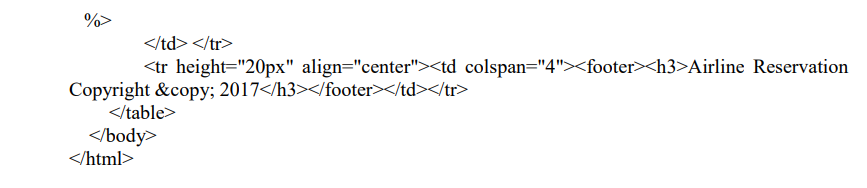 %>
</td> </tr>
<tr height="20px" align="center"><td colspan="4"><footer><h3>Airline Reservation
Copyright &copy; 2017</h3></footer></td></tr>
</table>
</body>
</html>